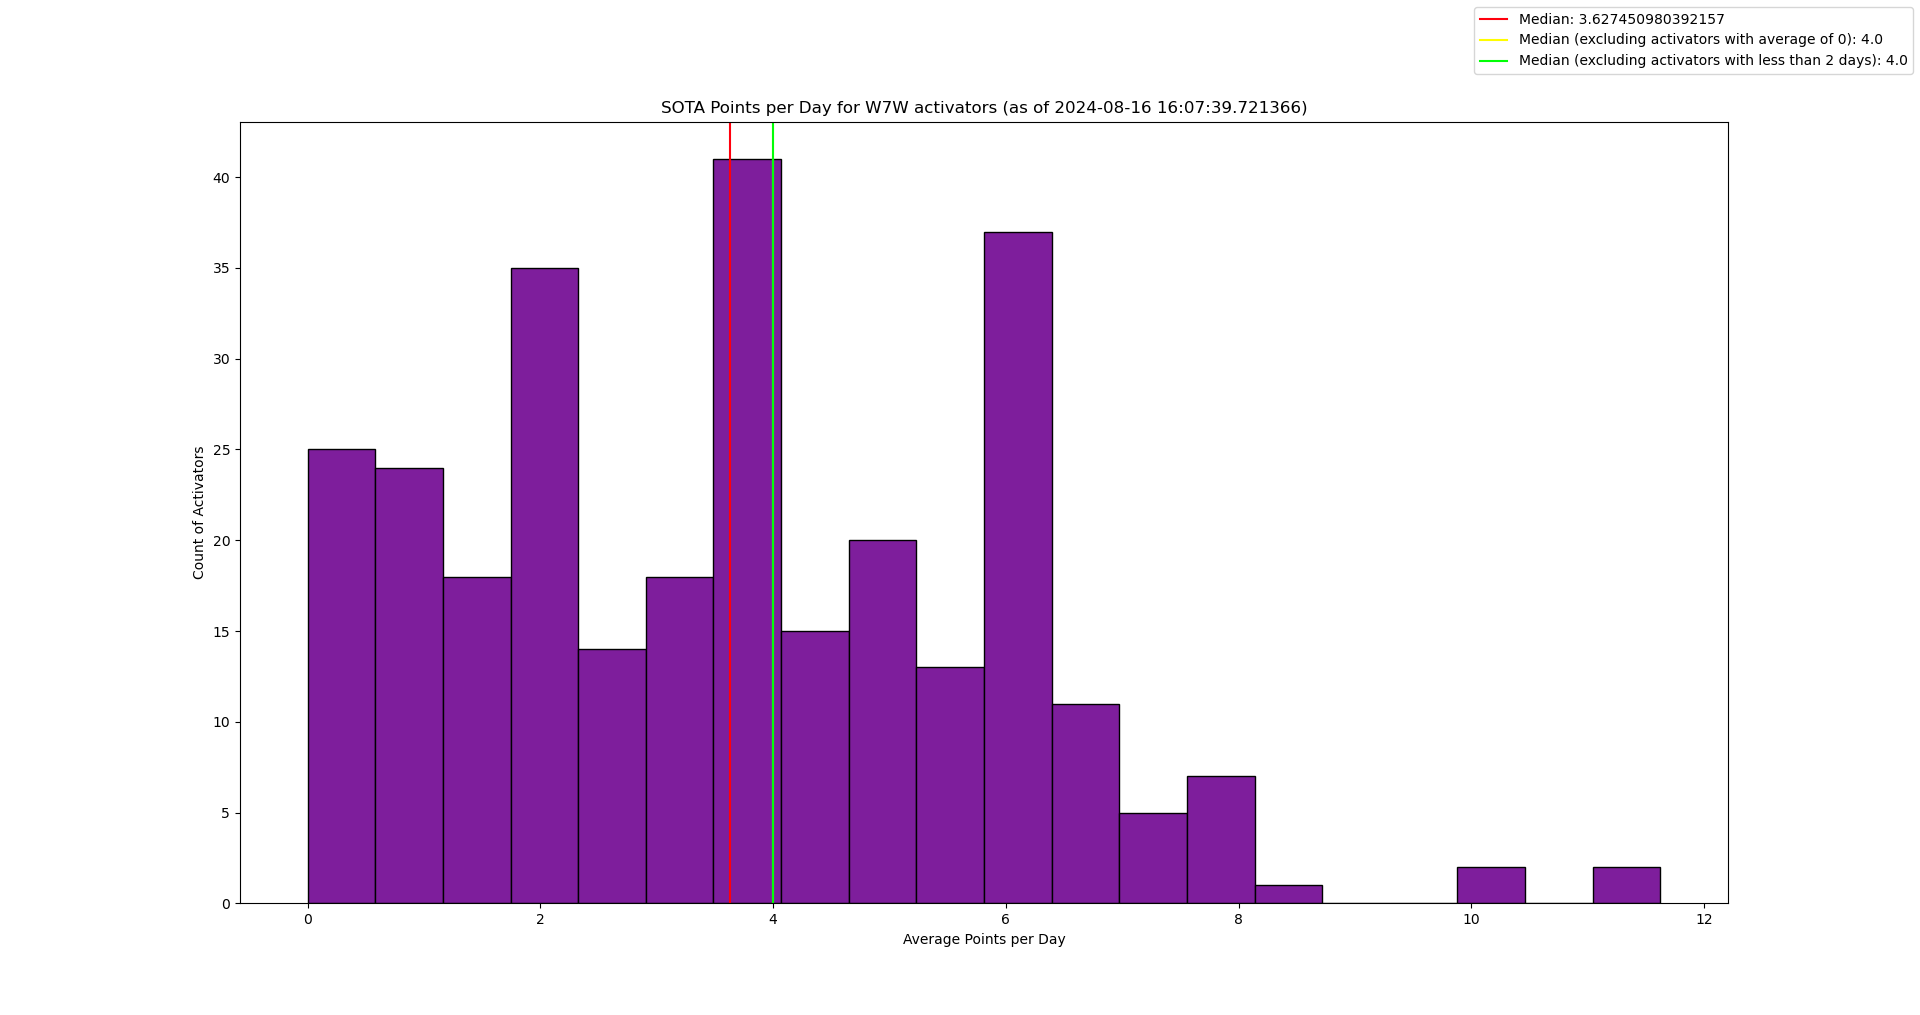 Median: 3.627450980392157
Median (excluding activators with average of 0): 4.0
Median (excluding activators with less than 2 days): 4.0
SOTA Points per Day for W7W activators (as of 2024-08-16 16:07:39.721366)
40
35
30
25
20
15
10
5
0
Count of Activators
0 2 4 6 8 10 12
Average Points per Day